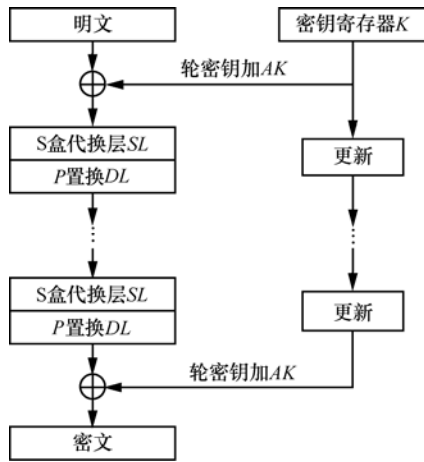 明文
密钥寄存器K
轮密钥加AK
S盒代换层SL
P置换DL
更新
⋮
⋮
S盒代换层SL
P置换DL
更新
轮密钥加AK
密文